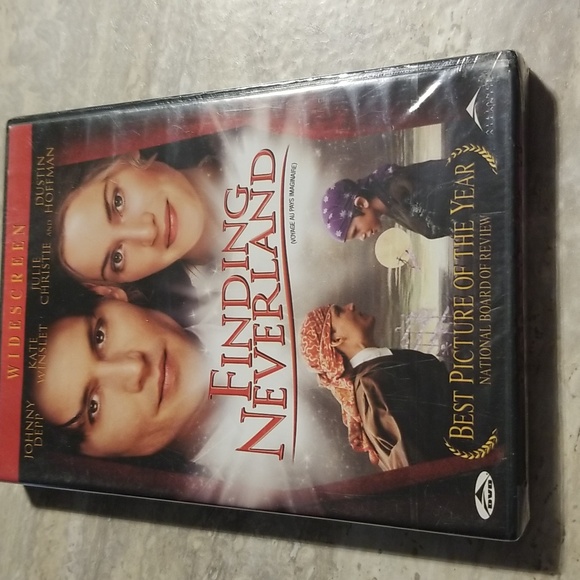 WIDESCREEN
JOHNNY DEPP
KATE WINSLET
JULIE CHRISTIE
AND
DUSTIN HOFFMAN
FINDING
NEVERLAND
(VOYAGE AU PAYS IMAGINAIRE)
BEST PICTURE OF THE YEAR
NATIONAL BOARD OF REVIEW
DVD